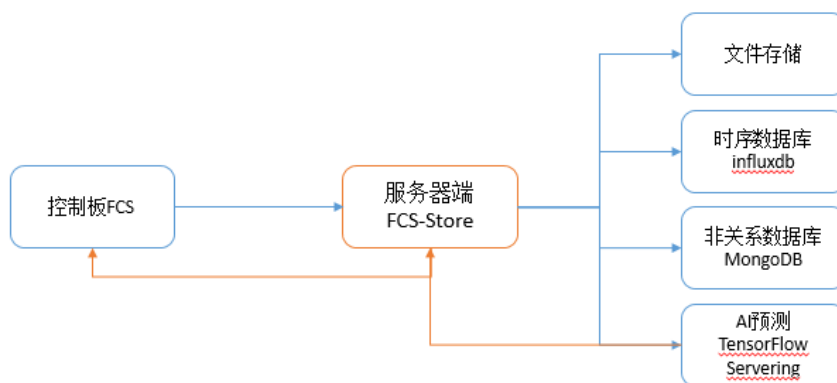 文件存储
时序数据库
influxdb
控制板FCS
服务器端
FCS-Store
非关系数据库
MongoDB
AI预测
TensorFlow
Servering